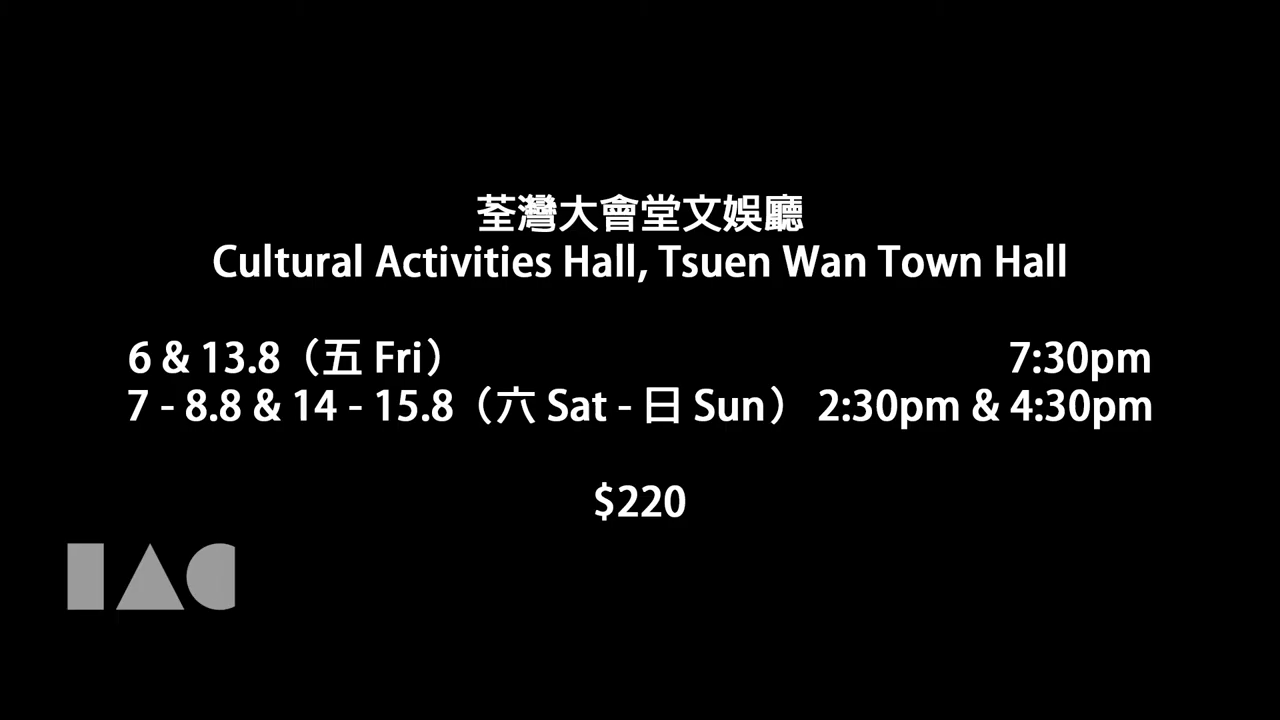 荃灣大會堂文娛廳
Cultural Activities Hall, Tsuen Wan Town Hall
6 & 13.8（五 Fri） 7:30pm
7 - 8.8 & 14 - 15.8（六 Sat - 日 Sun） 2:30pm & 4:30pm
$220
IAC